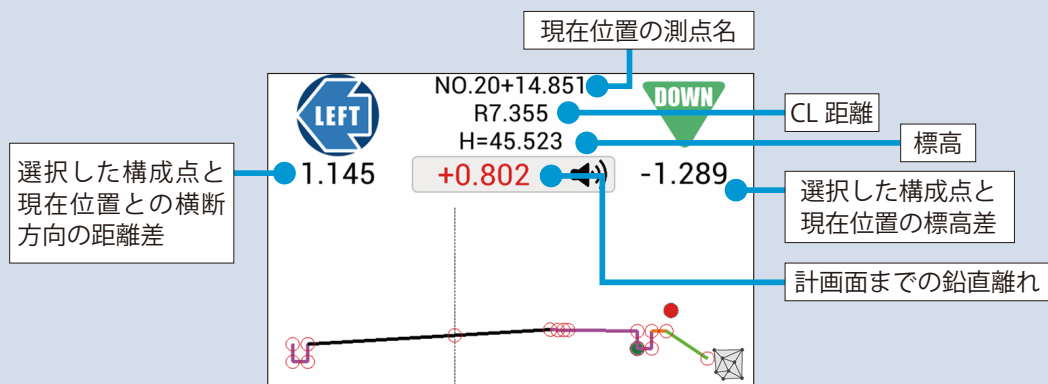 現在位置の測点名
LEFT
NO.20+14.851
DOWN
R7.355
CL 距離
H=45.523
標高
選択した構成点と
現在位置との横断
方向の距離差
1.145
+0.802
-1.289
選択した構成点と
現在位置の標高差
計画面までの鉛直離れ